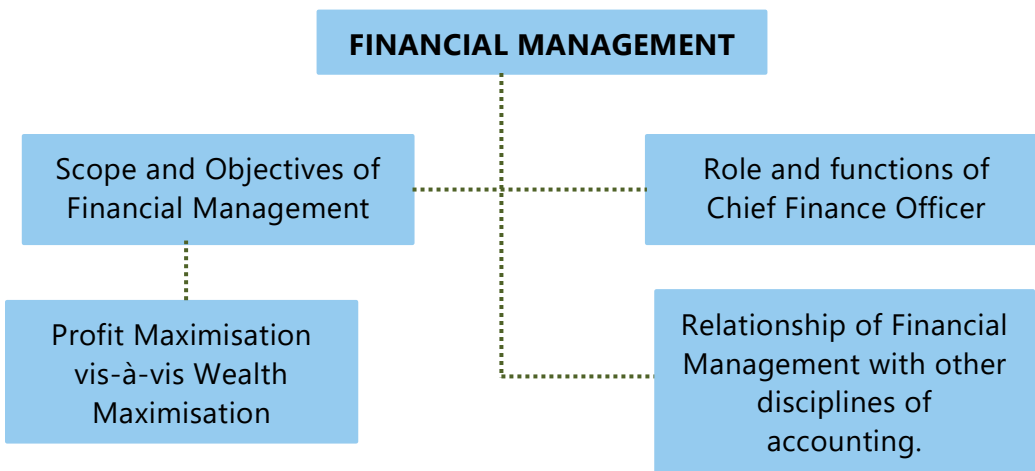 FINANCIAL MANAGEMENT
Scope and Objectives of
Financial Management
Role and functions of
Chief Finance Officer
Profit Maximisation
vis-à-vis Wealth
Maximisation
Relationship of Financial
Management with other
disciplines of
accounting.